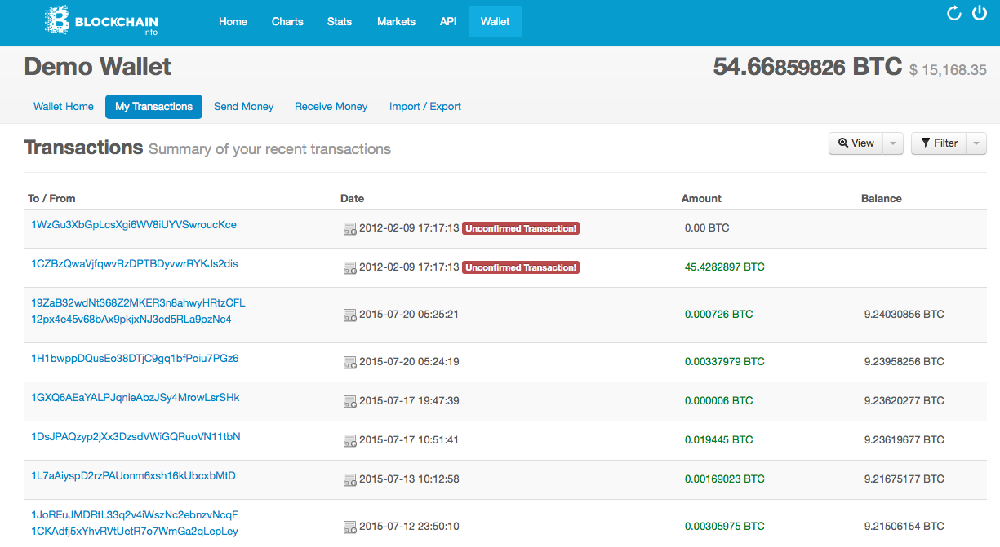 BLOCKCHAIN
info
Home Charts Stats Markets API Wallet
Demo Wallet 54.66859826 BTC $ 15,168.35
Wallet Home My Transactions Send Money Receive Money Import / Export
Transactions Summary of your recent transactions View Filter
To / From Date Amount Balance
1WzGu3XbGpLcsXgi6WV8iUYVSwroucKce 2012-02-09 17:17:13 Unconfirmed Transaction! 0.00 BTC
1CZBzQwaVjfqwvRzDPTBDyvwrRYKJs2dis 2012-02-09 17:17:13 Unconfirmed Transaction! 45.4282897 BTC
19ZaB32wdNt368Z2MKER3n8ahwyHRtzCFL
12px4e45v68bAx9pkjxNJ3cd5RLa9pzNc4 2015-07-20 05:25:21 0.000726 BTC 9.24030856 BTC
1H1bwppDQusEo38DTjC9gq1bfPoiu7PGz6 2015-07-20 05:24:19 0.00337979 BTC 9.23958256 BTC
1GXQ6AEaYALPJqnieAbzJSy4MrowLsrSHk 2015-07-17 19:47:39 0.000006 BTC 9.23620277 BTC
1DsJPAQzyp2jXx3DzsdVWiGQRuoVN11tbN 2015-07-17 10:51:41 0.019445 BTC 9.23619677 BTC
1L7aAiyspD2rzPAUonm6xsh16kUbcxbMtD 2015-07-13 10:12:58 0.00169023 BTC 9.21675177 BTC
1JoREuJMDRtL33q2v4iWszNc2ebnzvNcqF
1CKAdfj5xYhvRVtUetR7o7WmGa2qLepLey 2015-07-12 23:50:10 0.00305975 BTC 9.21506154 BTC